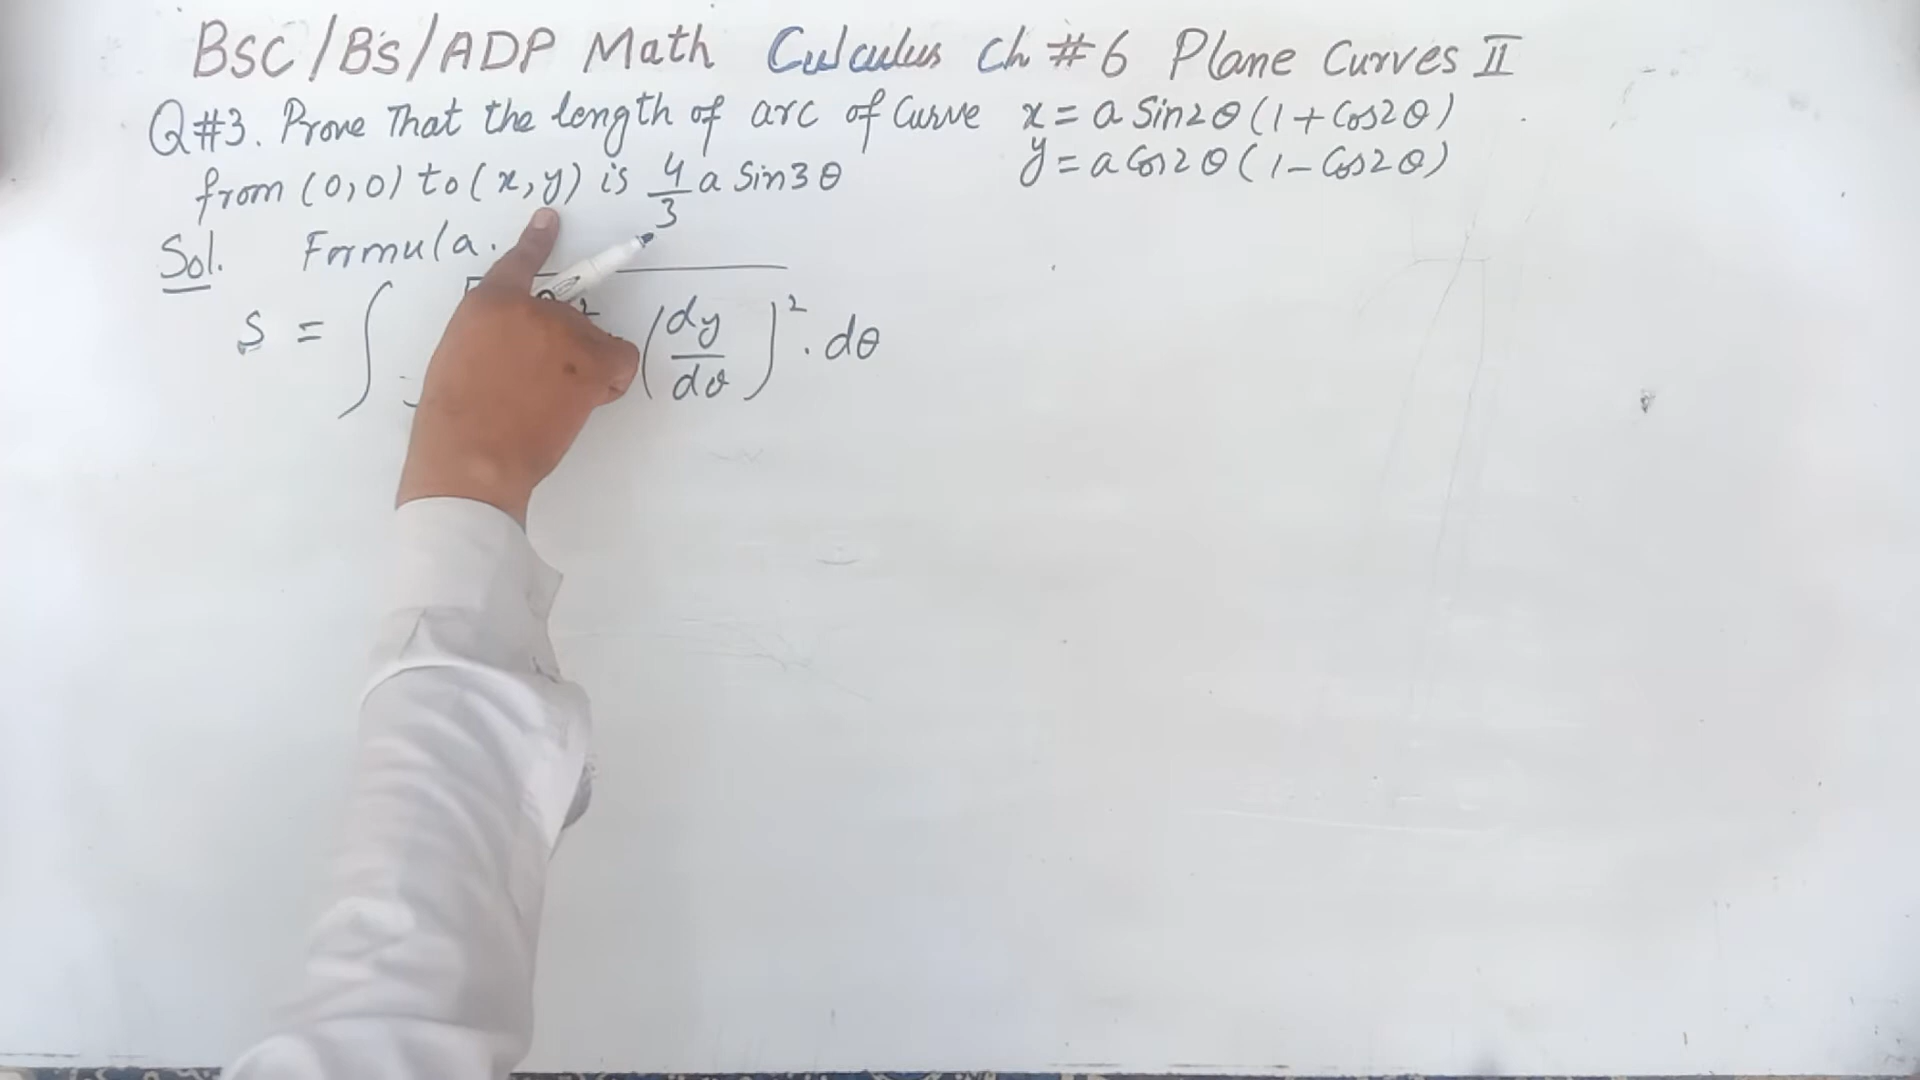 BSC/BS/ADP Math Calculus Ch #6 Plane Curves II
Q#3. Prove That the length of arc of Curve x = a Sin2θ(1+Cos2θ)
y = a Cos2θ(1-Cos2θ)
from (0,0) to (x,y) is 4/3 a Sin3θ
Sol. Formula.
S = ∫ 2 (dy/dθ)² . dθ